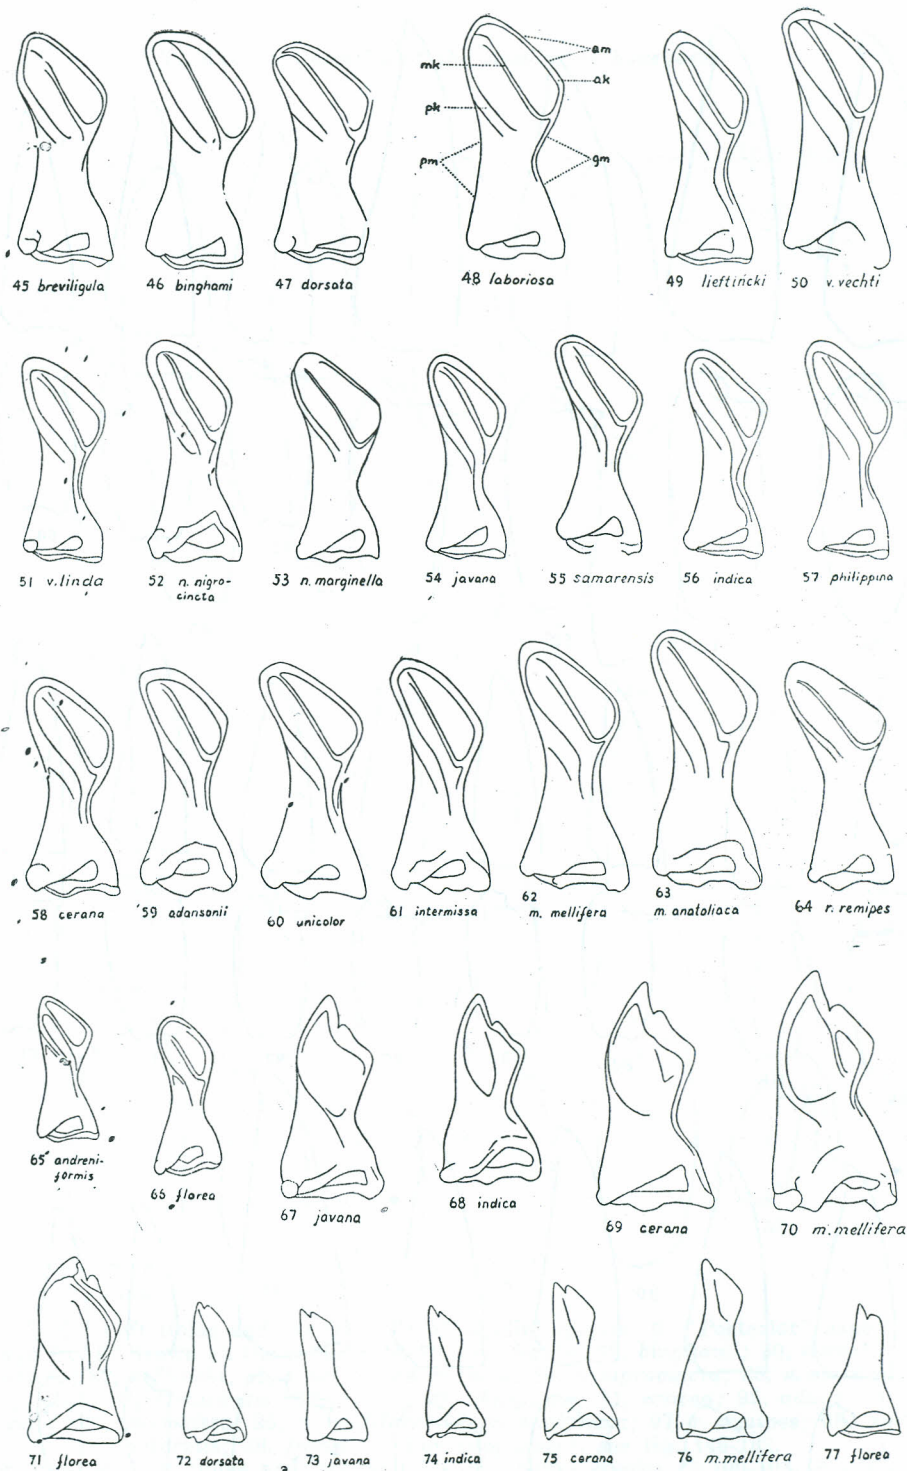 am
mk
ak
pk
pm
gm
45 breviligula
46 binghami
47 dorsata
48 laboriosa
49 lieftincki
50 v. vechti
51 v. linda
52 n. nigro-
cincta
53 n. marginella
54 javana
55 samarensis
56 indica
57 philippina
58 cerana
59 adansonii
60 unicolor
61 intermissa
62
m. mellifera
63
m. anatoliaca
64 r. remipes
65 andreni-
formis
66 florea
67 javana
68 indica
69 cerana
70 m. mellifera
71 florea
72 dorsata
73 javana
74 indica
75 cerana
76 m. mellifera
77 florea